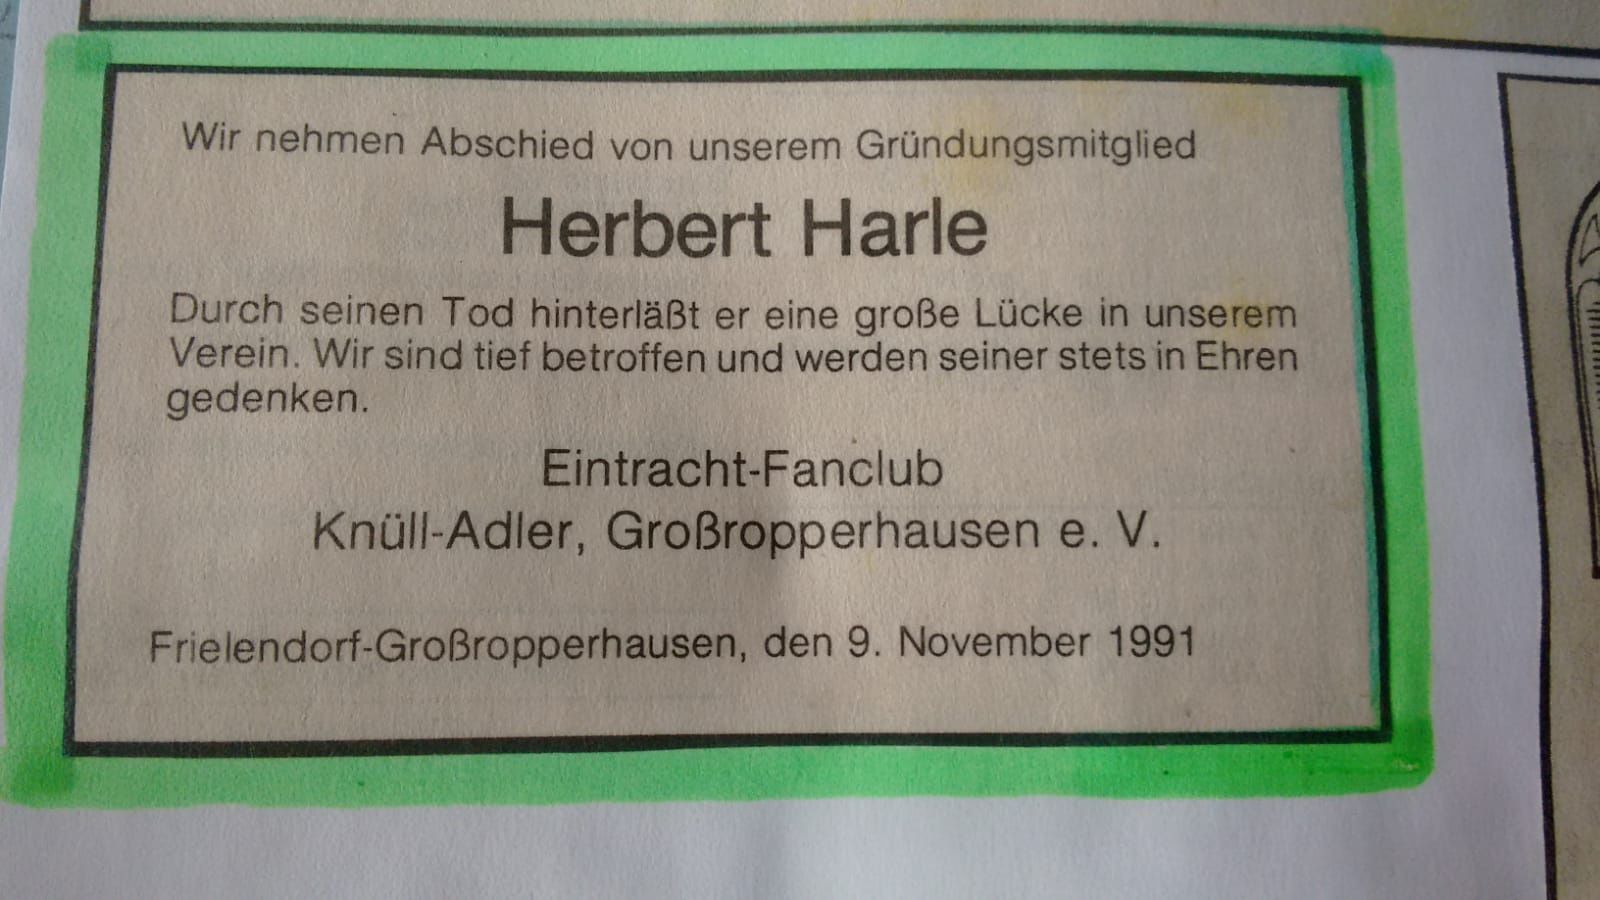 Wir nehmen Abschied von unserem Gründungsmitglied
Herbert Harle
Durch seinen Tod hinterläßt er eine große Lücke in unserem
Verein. Wir sind tief betroffen und werden seiner stets in Ehren
gedenken.
Eintracht-Fanclub
Knüll-Adler, Großropperhausen e. V.
Frielendorf-Großropperhausen, den 9. November 1991